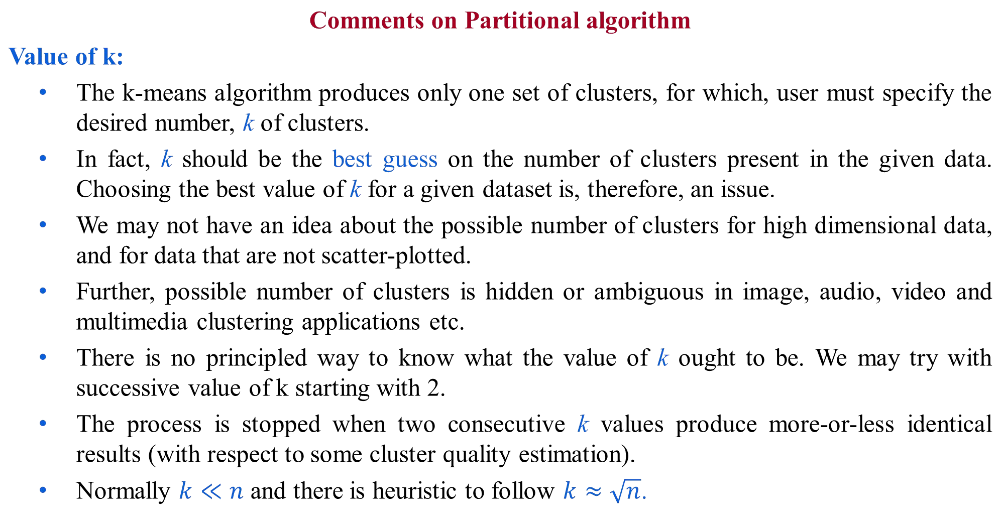 Comments on Partitional algorithm
Value of k:
• The k-means algorithm produces only one set of clusters, for which, user must specify the
desired number, k of clusters.
• In fact, k should be the best guess on the number of clusters present in the given data.
Choosing the best value of k for a given dataset is, therefore, an issue.
• We may not have an idea about the possible number of clusters for high dimensional data,
and for data that are not scatter-plotted.
• Further, possible number of clusters is hidden or ambiguous in image, audio, video and
multimedia clustering applications etc.
• There is no principled way to know what the value of k ought to be. We may try with
successive value of k starting with 2.
• The process is stopped when two consecutive k values produce more-or-less identical
results (with respect to some cluster quality estimation).
• Normally k ≪ n and there is heuristic to follow k ≈ √n.